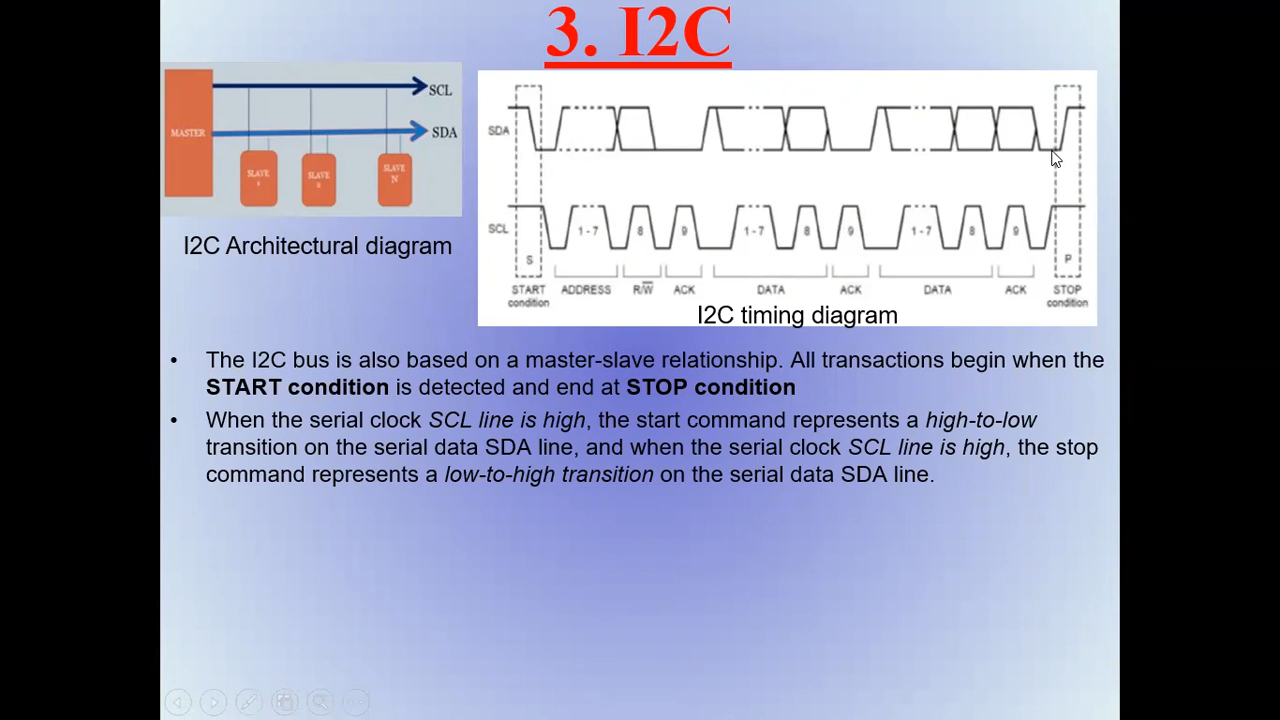 3. I2C
MASTER
SCL
SDA
SLAVE
1
SLAVE
2
SLAVE
N
I2C Architectural diagram
SDA
SCL
1 - 7 8 9 1 - 7 8 9 1 - 7 8 9
S P
START
condition
ADDRESS R/W ACK DATA ACK DATA ACK
STOP
condition
I2C timing diagram
• The I2C bus is also based on a master-slave relationship. All transactions begin when the
START condition is detected and end at STOP condition
• When the serial clock SCL line is high, the start command represents a high-to-low
transition on the serial data SDA line, and when the serial clock SCL line is high, the stop
command represents a low-to-high transition on the serial data SDA line.